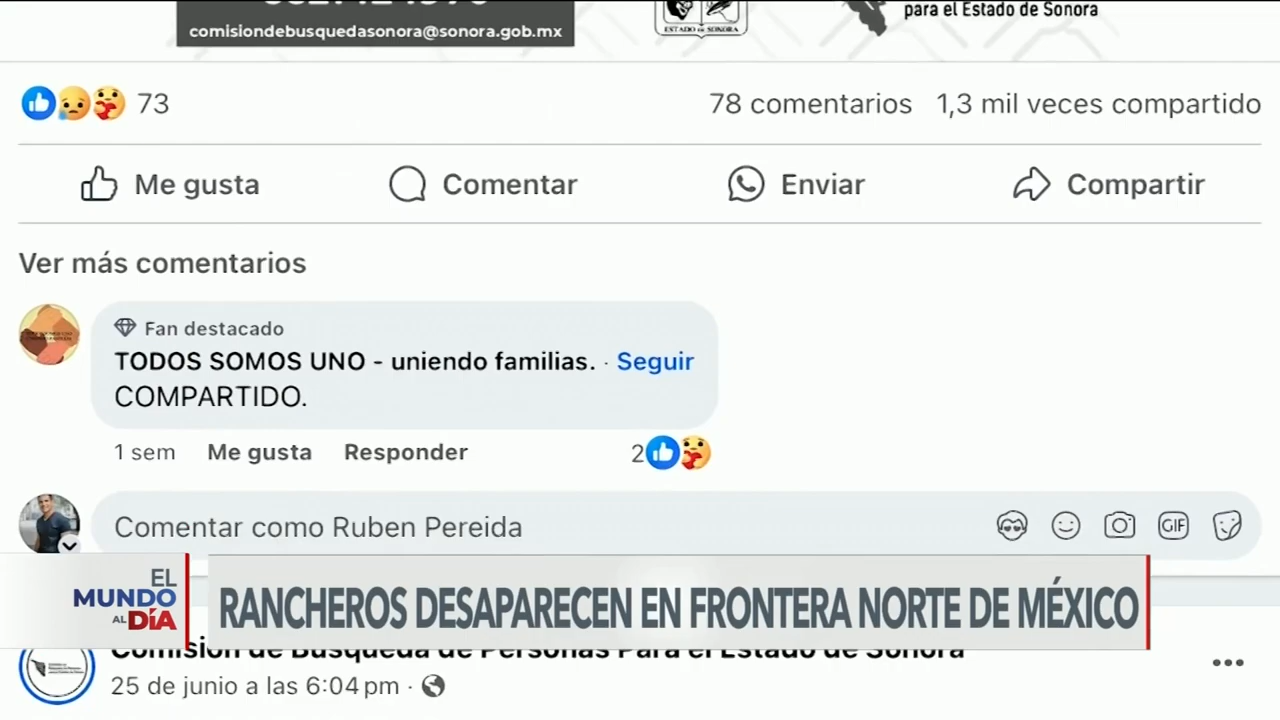 comisiondebusquedasonora@sonora.gob.mx
ESTADO DE SONORA
para el Estado de Sonora
73
78 comentarios 1,3 mil veces compartido
Me gusta Comentar Enviar Compartir
Ver más comentarios
Fan destacado
TODOS SOMOS UNO - uniendo familias. · Seguir
COMPARTIDO.
1 sem Me gusta Responder 2
Comentar como Ruben Pereida
GIF
EL
MUNDO
AL DÍA
RANCHEROS DESAPARECEN EN FRONTERA NORTE DE MÉXICO
Comisión de Búsqueda de Personas Para el Estado de Sonora
25 de junio a las 6:04 pm ·